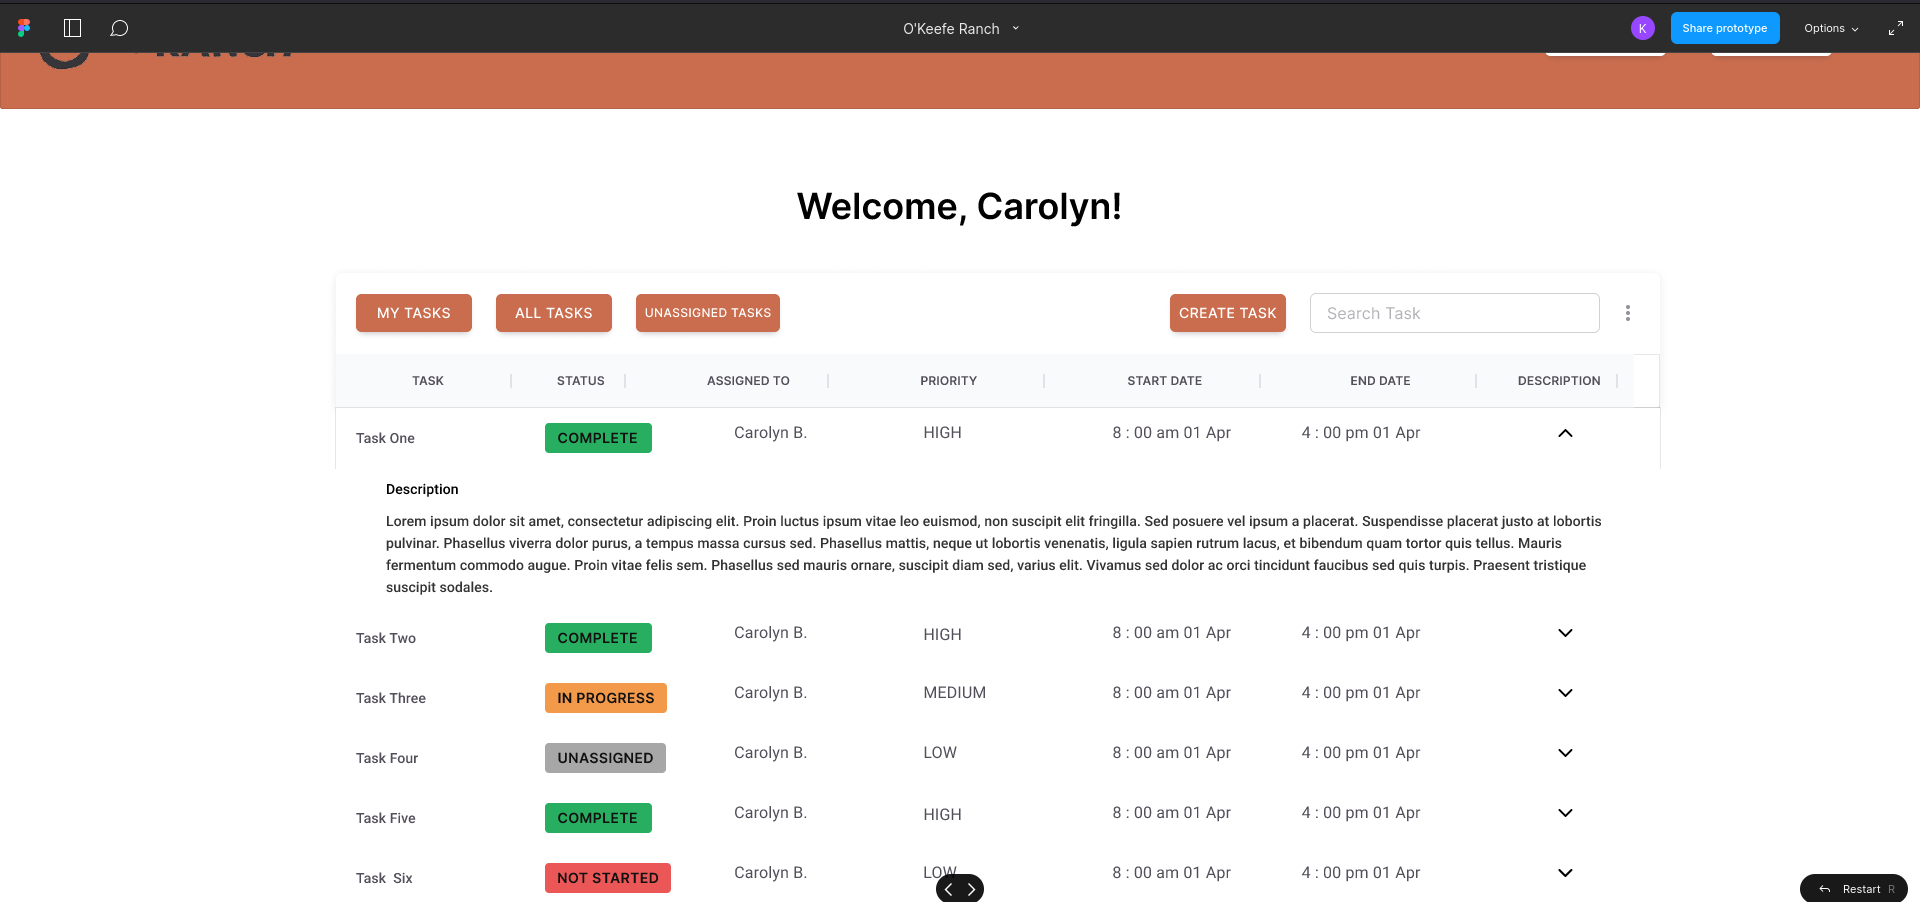 O'Keefe Ranch
K
Share prototype
Options
RANCH
Welcome, Carolyn!
MY TASKS ALL TASKS UNASSIGNED TASKS CREATE TASK Search Task
TASK STATUS ASSIGNED TO PRIORITY START DATE END DATE DESCRIPTION
Task One COMPLETE Carolyn B. HIGH 8 : 00 am 01 Apr 4 : 00 pm 01 Apr
Description
Lorem ipsum dolor sit amet, consectetur adipiscing elit. Proin luctus ipsum vitae leo euismod, non suscipit elit fringilla. Sed posuere vel ipsum a placerat. Suspendisse placerat justo at lobortis
pulvinar. Phasellus viverra dolor purus, a tempus massa cursus sed. Phasellus mattis, neque ut lobortis venenatis, ligula sapien rutrum lacus, et bibendum quam tortor quis tellus. Mauris
fermentum commodo augue. Proin vitae felis sem. Phasellus sed mauris ornare, suscipit diam sed, varius elit. Vivamus sed dolor ac orci tincidunt faucibus sed quis turpis. Praesent tristique
suscipit sodales.
Task Two COMPLETE Carolyn B. HIGH 8 : 00 am 01 Apr 4 : 00 pm 01 Apr
Task Three IN PROGRESS Carolyn B. MEDIUM 8 : 00 am 01 Apr 4 : 00 pm 01 Apr
Task Four UNASSIGNED Carolyn B. LOW 8 : 00 am 01 Apr 4 : 00 pm 01 Apr
Task Five COMPLETE Carolyn B. HIGH 8 : 00 am 01 Apr 4 : 00 pm 01 Apr
Task Six NOT STARTED Carolyn B. LOW 8 : 00 am 01 Apr 4 : 00 pm 01 Apr
Restart R